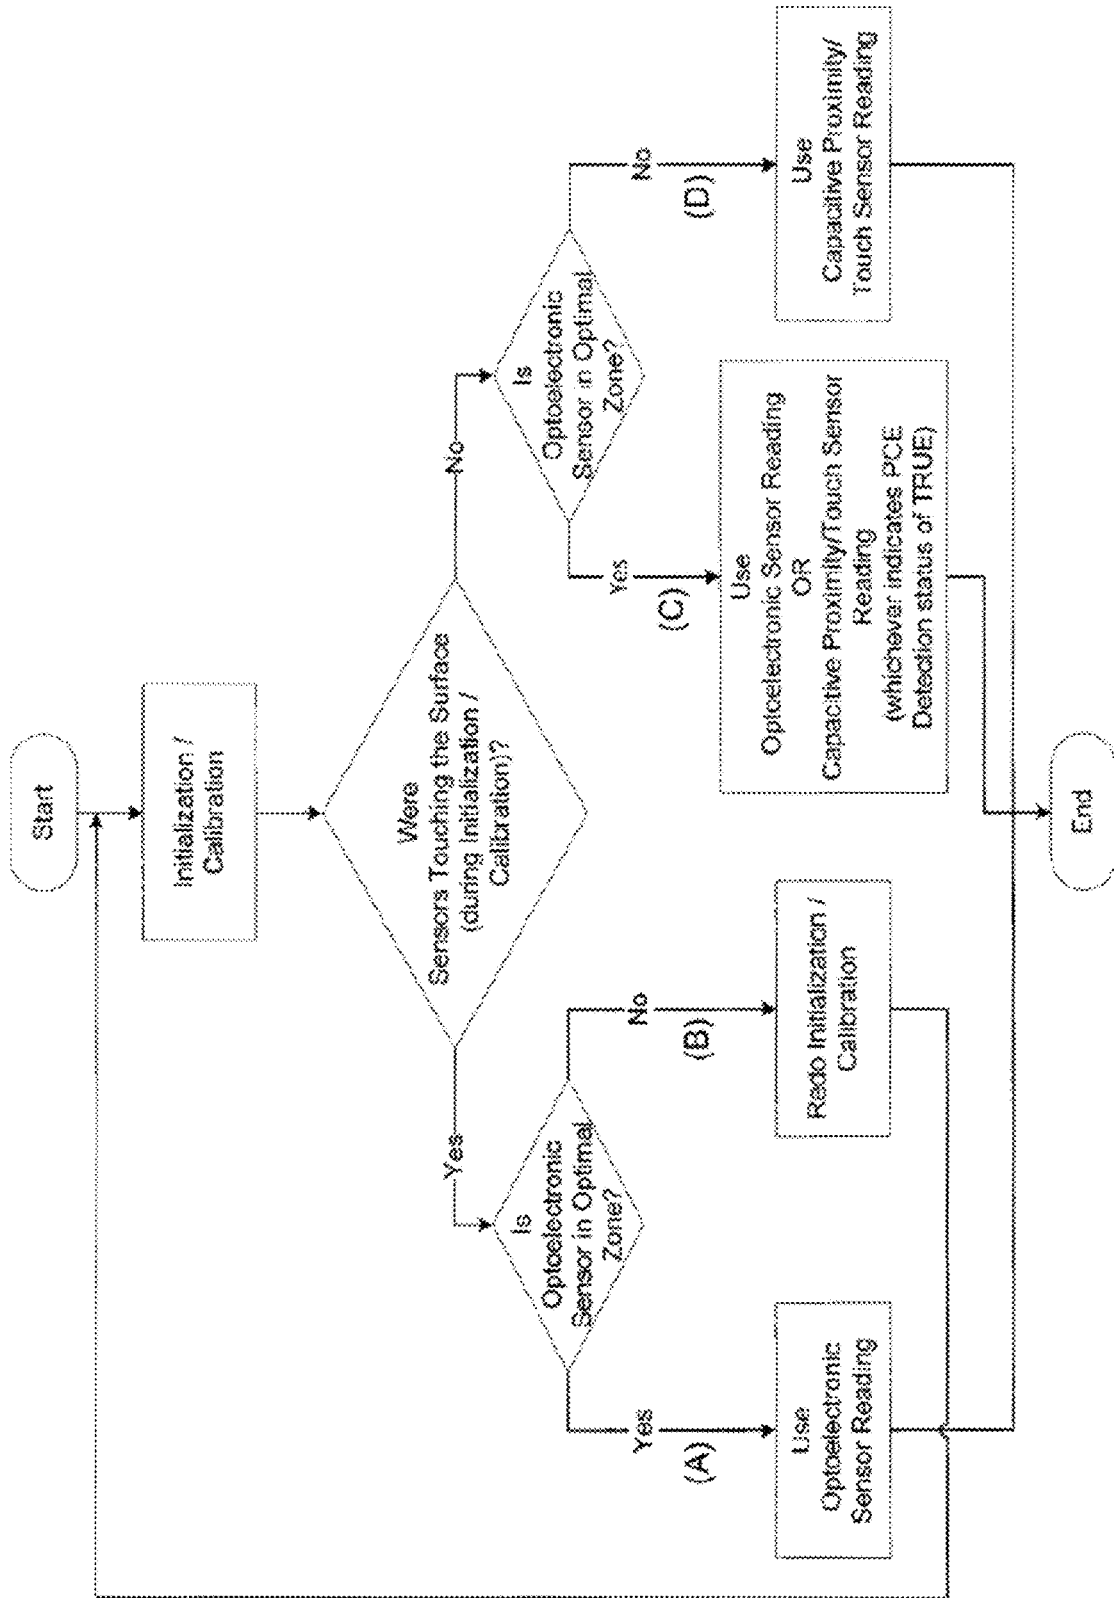 Start
Initialization /
Calibration
Were
Sensors Touching the Surface
(during Initialization /
Calibration)?
Yes
No
Is
Optoelectronic
Sensor in Optimal
Zone?
Is
Optoelectronic
Sensor in Optimal
Zone?
Yes
(A)
No
(B)
Yes
(C)
No
(D)
Use
Optoelectronic
Sensor Reading
Redo Initialization /
Calibration
Use
Optoelectronic Sensor Reading
OR
Capacitive Proximity/Touch Sensor
Reading
(whichever indicates PCE
Detection status of TRUE)
Use
Capacitive Proximity/
Touch Sensor Reading
End